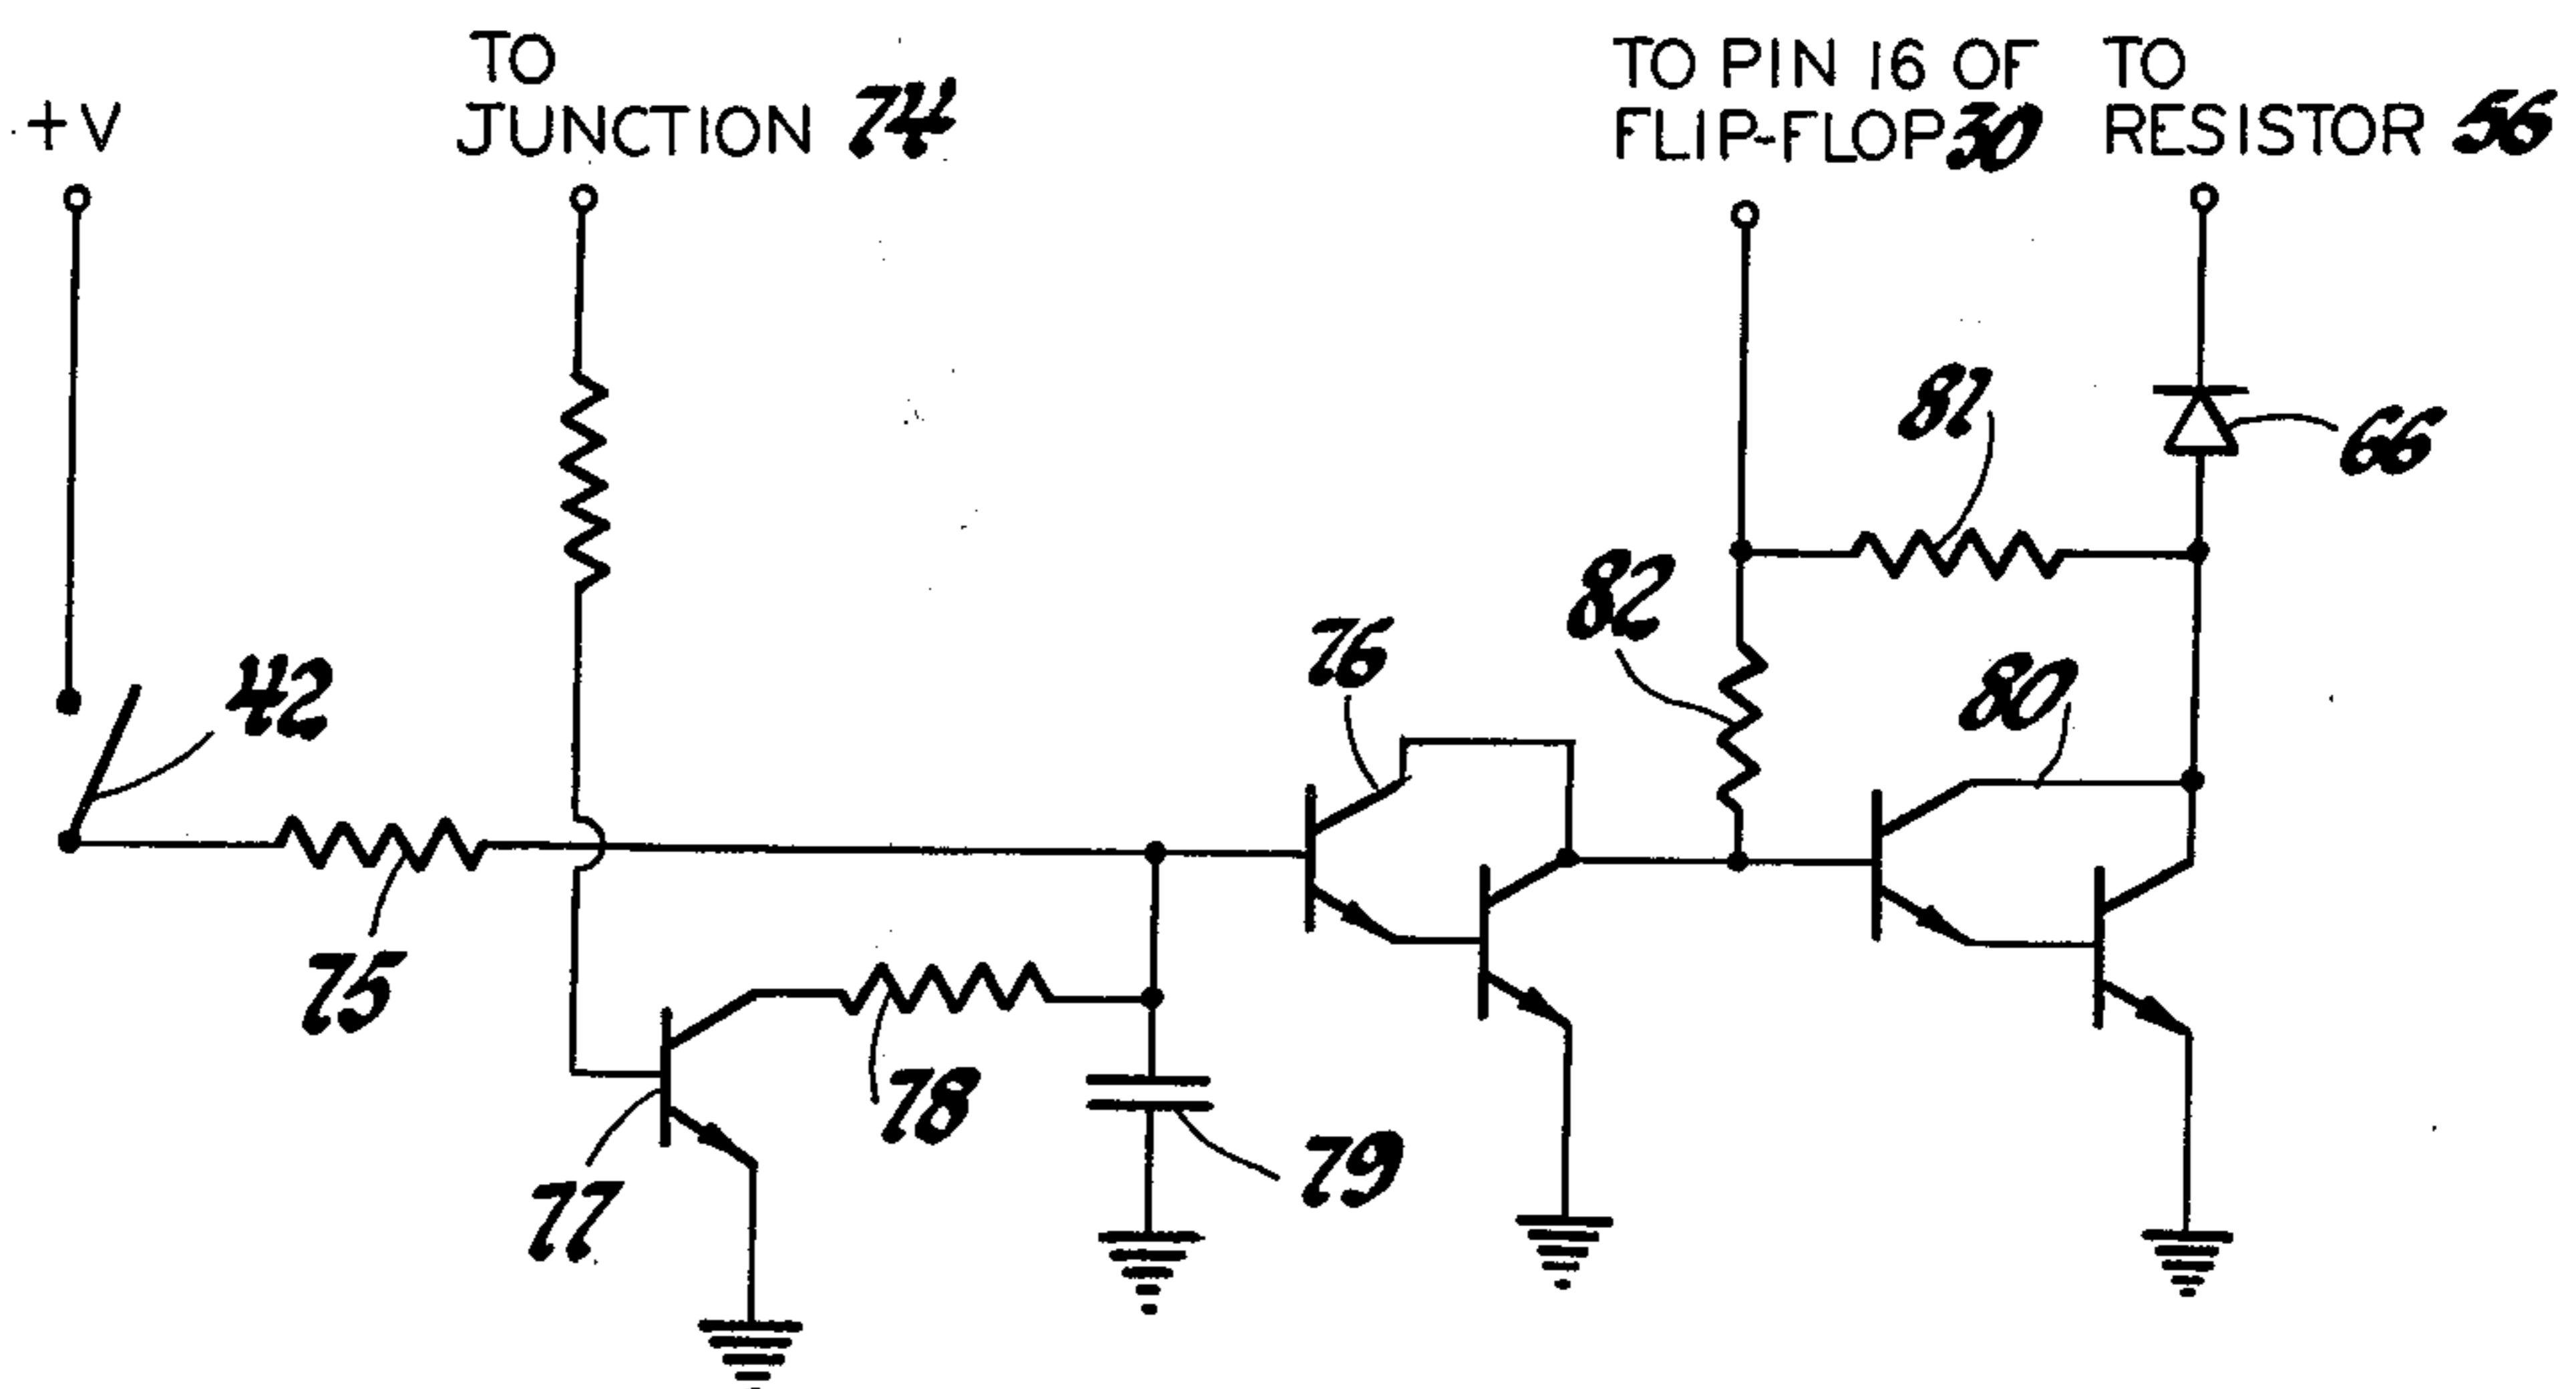 +V
TO
JUNCTION 74
TO PIN 16 OF
FLIP-FLOP 30
TO
RESISTOR 56
81
66
82
42
76
80
75
78
79
77